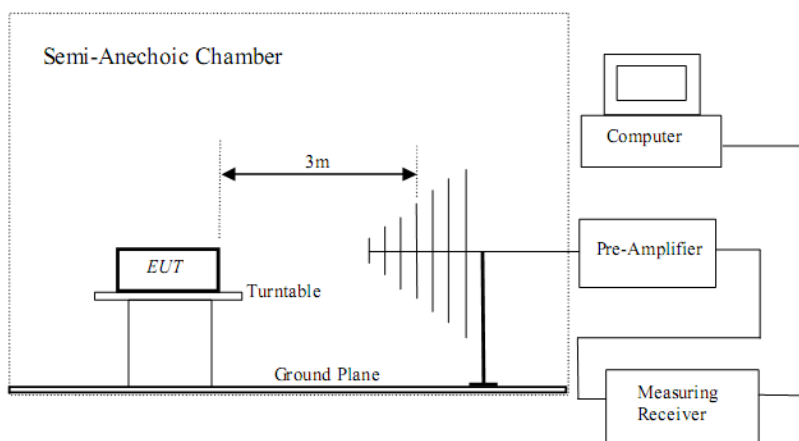 Semi-Anechoic Chamber
Computer
3m
Pre-Amplifier
EUT
Turntable
Ground Plane
Measuring
Receiver